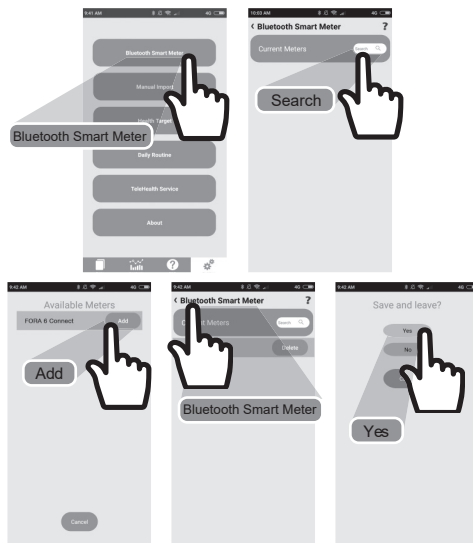 9:41 AM 4G
Bluetooth Smart Meter
Manual Import
Health Target
Daily Routine
TeleHealth Service
About
Bluetooth Smart Meter
10:03 AM 4G
‹ Bluetooth Smart Meter ?
Current Meters Search
Search
9:42 AM 4G
Available Meters
FORA 6 Connect Add
Add
Cancel
9:42 AM 4G
‹ Bluetooth Smart Meter ?
Meters Search
Delete
Bluetooth Smart Meter
9:42 AM 4G
Save and leave?
Yes
No
Yes